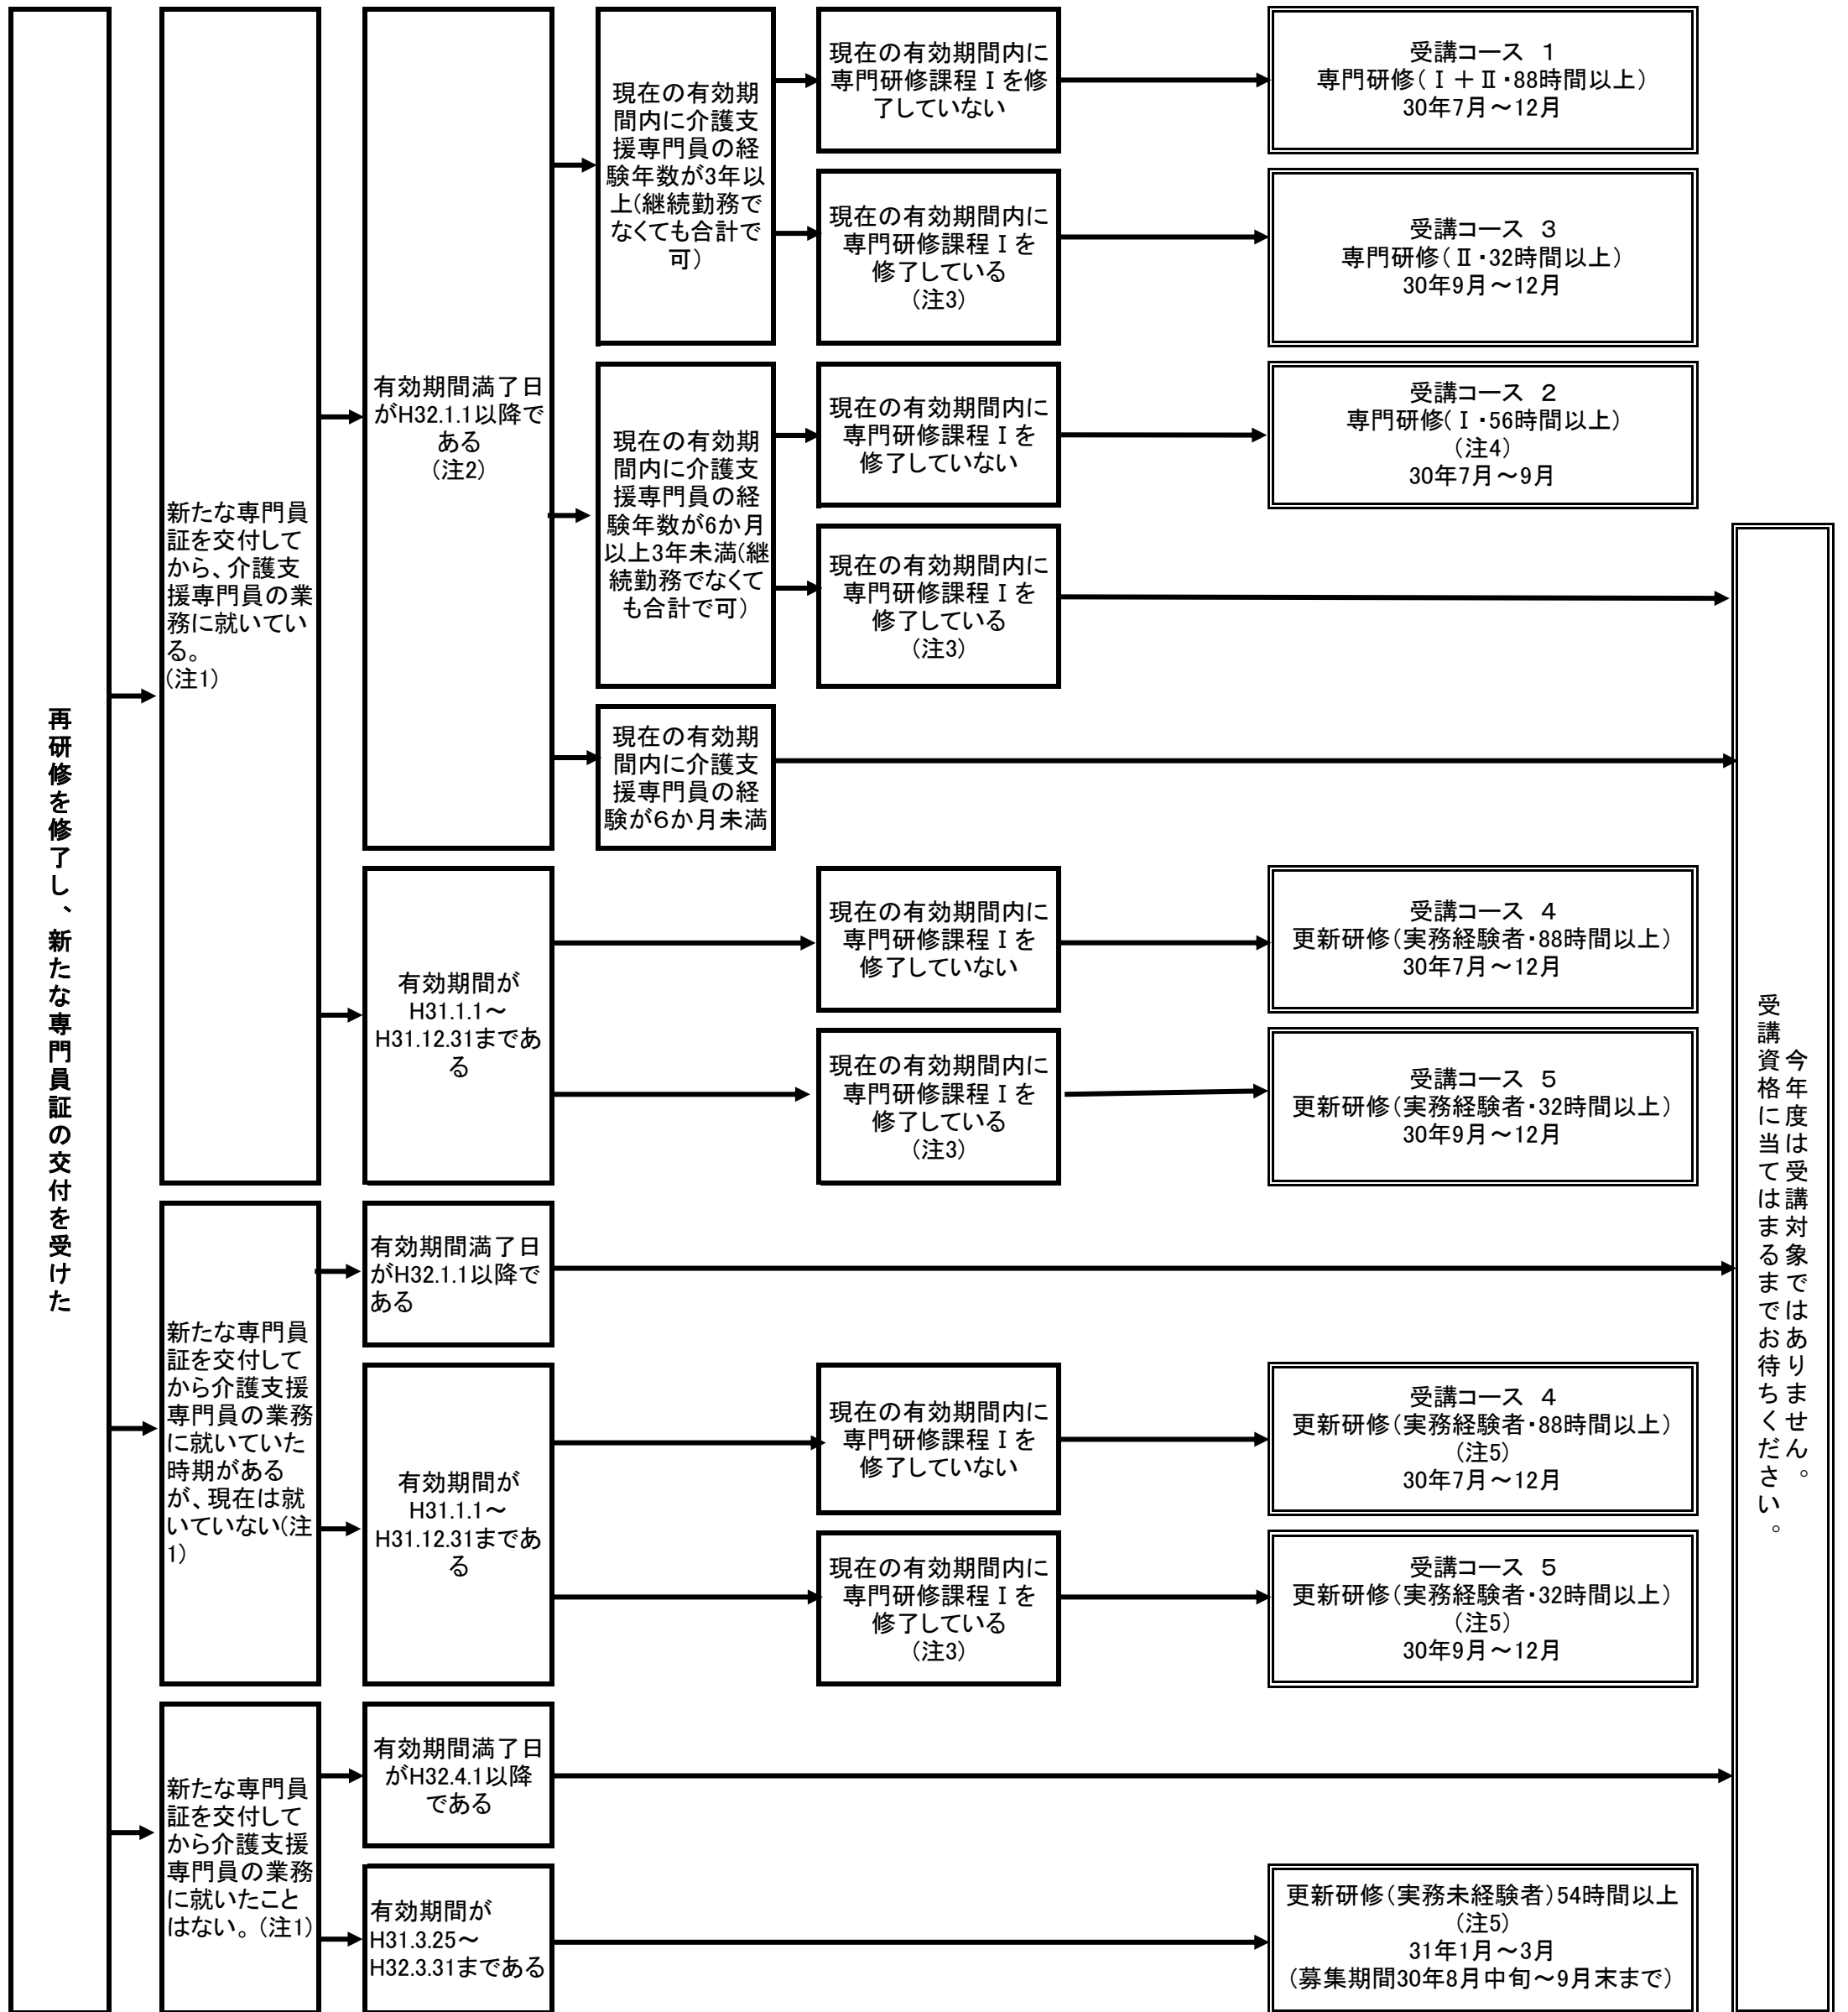 再研修を修了し、新たな専門員証の交付を受けた
新たな専門員
証を交付して
から、介護支
援専門員の業
務に就いてい
る。
(注1)
有効期間満了日
がH32.1.1以降で
ある
(注2)
現在の有効期
間内に介護支
援専門員の経
験年数が3年以
上(継続勤務で
なくても合計で
可)
現在の有効期間内に
専門研修課程Ⅰを修
了していない
受講コース 1
専門研修(Ⅰ+Ⅱ・88時間以上)
30年7月~12月
現在の有効期間内に
専門研修課程Ⅰを
修了している
(注3)
受講コース 3
専門研修(Ⅱ・32時間以上)
30年9月~12月
現在の有効期
間内に介護支
援専門員の経
験年数が6か月
以上3年未満(継
続勤務でなくて
も合計で可)
現在の有効期間内に
専門研修課程Ⅰを
修了していない
受講コース 2
専門研修(Ⅰ・56時間以上)
(注4)
30年7月~9月
現在の有効期間内に
専門研修課程Ⅰを
修了している
(注3)
現在の有効期
間内に介護支
援専門員の経
験が6か月未満
有効期間が
H31.1.1~
H31.12.31まであ
る
現在の有効期間内に
専門研修課程Ⅰを
修了していない
受講コース 4
更新研修(実務経験者・88時間以上)
30年7月~12月
現在の有効期間内に
専門研修課程Ⅰを
修了している
(注3)
受講コース 5
更新研修(実務経験者・32時間以上)
30年9月~12月
新たな専門員
証を交付して
から介護支援
専門員の業務
に就いていた
時期がある
が、現在は就
いていない(注
1)
有効期間満了日
がH32.1.1以降で
ある
有効期間が
H31.1.1~
H31.12.31まであ
る
現在の有効期間内に
専門研修課程Ⅰを
修了していない
受講コース 4
更新研修(実務経験者・88時間以上)
(注5)
30年7月~12月
現在の有効期間内に
専門研修課程Ⅰを
修了している
(注3)
受講コース 5
更新研修(実務経験者・32時間以上)
(注5)
30年9月~12月
新たな専門員
証を交付して
から介護支援
専門員の業務
に就いたこと
はない。(注1)
有効期間満了日
がH32.4.1以降
である
有効期間が
H31.3.25~
H32.3.31まである
更新研修(実務未経験者)54時間以上
(注5)
31年1月~3月
(募集期間30年8月中旬~9月末まで)
今年度は受講対象ではありません。
受講資格に当てはまるまでお待ちください。